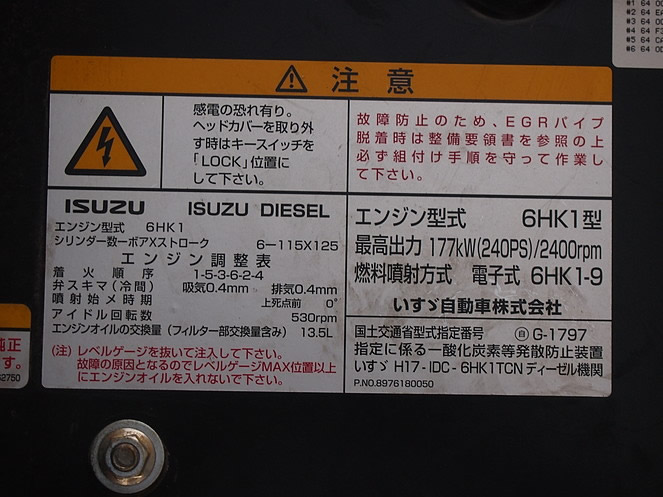 #1 64
#2 64
#3 64
#4 64
#5 64
#6 64
注意
感電の恐れ有り。
ヘッドカバーを取り外
す時はキースイッチを
「LOCK」位置に
して下さい。
故障防止のため、EGRパイプ
脱着時は整備要領書を参照の上
必ず組付け手順を守って作業し
て下さい。
ISUZU ISUZU DIESEL
エンジン型式 6HK1
シリンダ数ーボアXストローク 6-115X125
エンジン調整表
着火順序 1-5-3-6-2-4
弁スキマ(冷間) 吸気0.4mm 排気0.4mm
噴射始メ時期 上死点前 0°
アイドル回転数 530rpm
エンジンオイルの交換量(フィルター部交換量含み) 13.5L
(注) レベルゲージを抜いて注入して下さい。
故障の原因となるのでレベルゲージMAX位置以上
にエンジンオイルを入れないで下さい。
エンジン型式 6HK1型
最高出力 177kW(240PS)/2400rpm
燃料噴射方式 電子式 6HK1-9
いすゞ自動車株式会社
国土交通省型式指定番号 ㊐ G-1797
指定に係る一酸化炭素等発散防止装置
いすゞ H17-IDC-6HK1TCN ディーゼル機関
P.NO.8976180050
純正
す。
62750